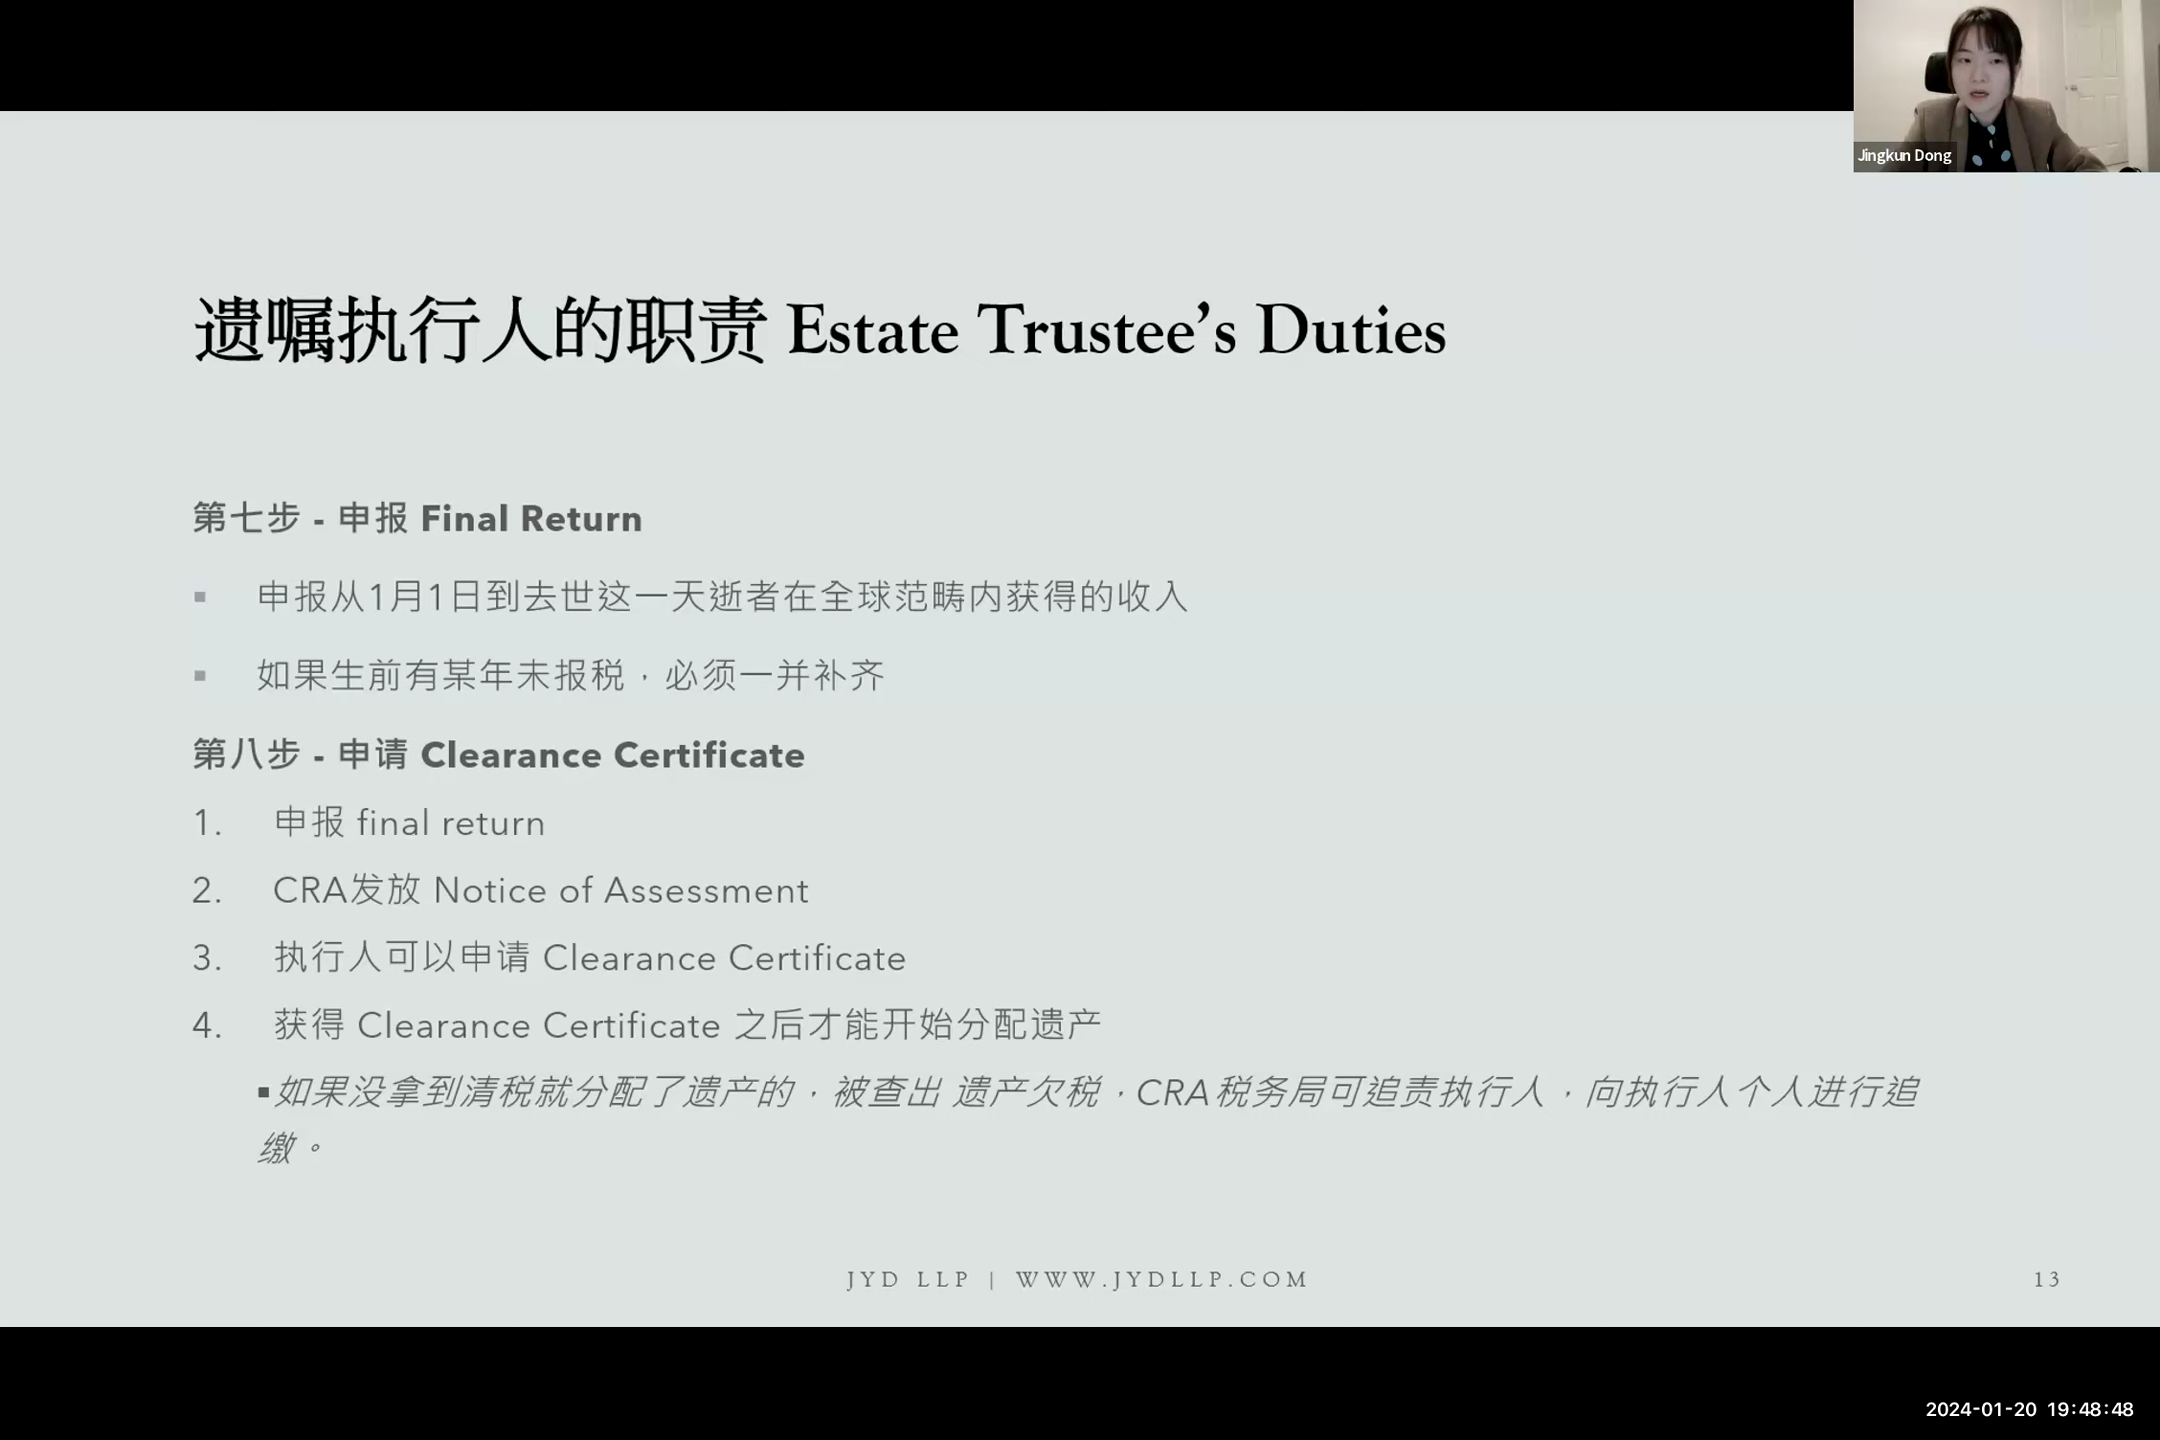 Jingkun Dong
遗嘱执行人的职责 Estate Trustee’s Duties
第七步 - 申报 Final Return
▪ 申报从1月1日到去世这一天逝者在全球范畴内获得的收入
▪ 如果生前有某年未报税，必须一并补齐
第八步 - 申请 Clearance Certificate
1. 申报 final return
2. CRA发放 Notice of Assessment
3. 执行人可以申请 Clearance Certificate
4. 获得 Clearance Certificate 之后才能开始分配遗产
▪如果没拿到清税就分配了遗产的，被查出 遗产欠税，CRA税务局可追责执行人，向执行人个人进行追
缴。
JYD LLP | WWW.JYDLLP.COM
13
2024-01-20 19:48:48